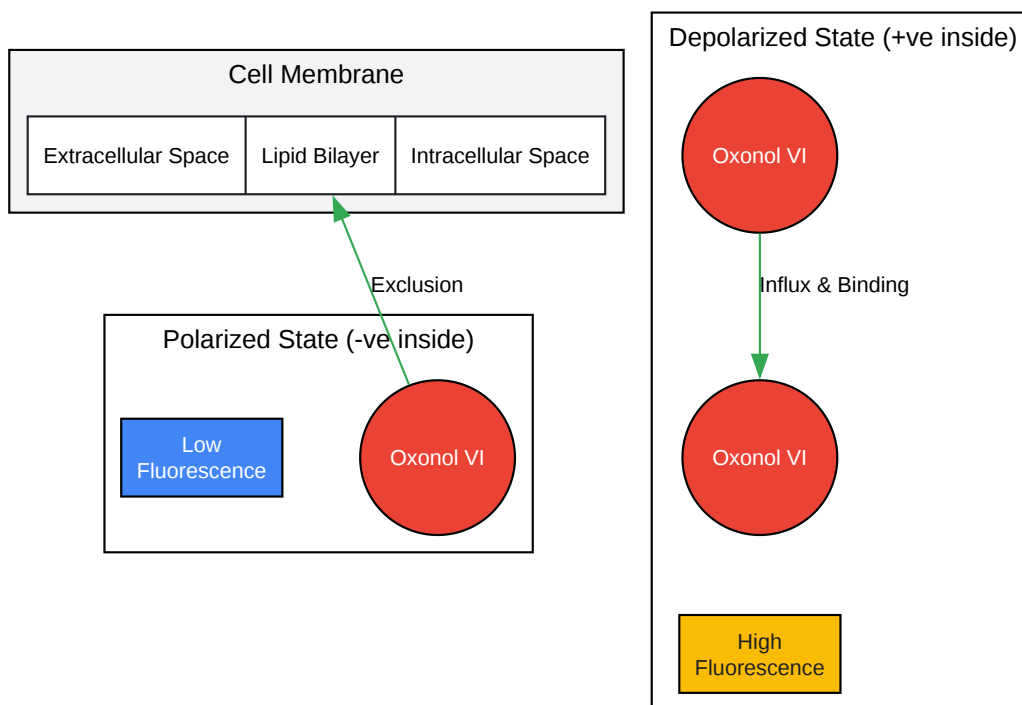 Cell Membrane
Extracellular Space
Lipid Bilayer
Intracellular Space
Exclusion
Polarized State (-ve inside)
Low
Fluorescence
Oxonol VI
Depolarized State (+ve inside)
Oxonol VI
Influx & Binding
Oxonol VI
High
Fluorescence